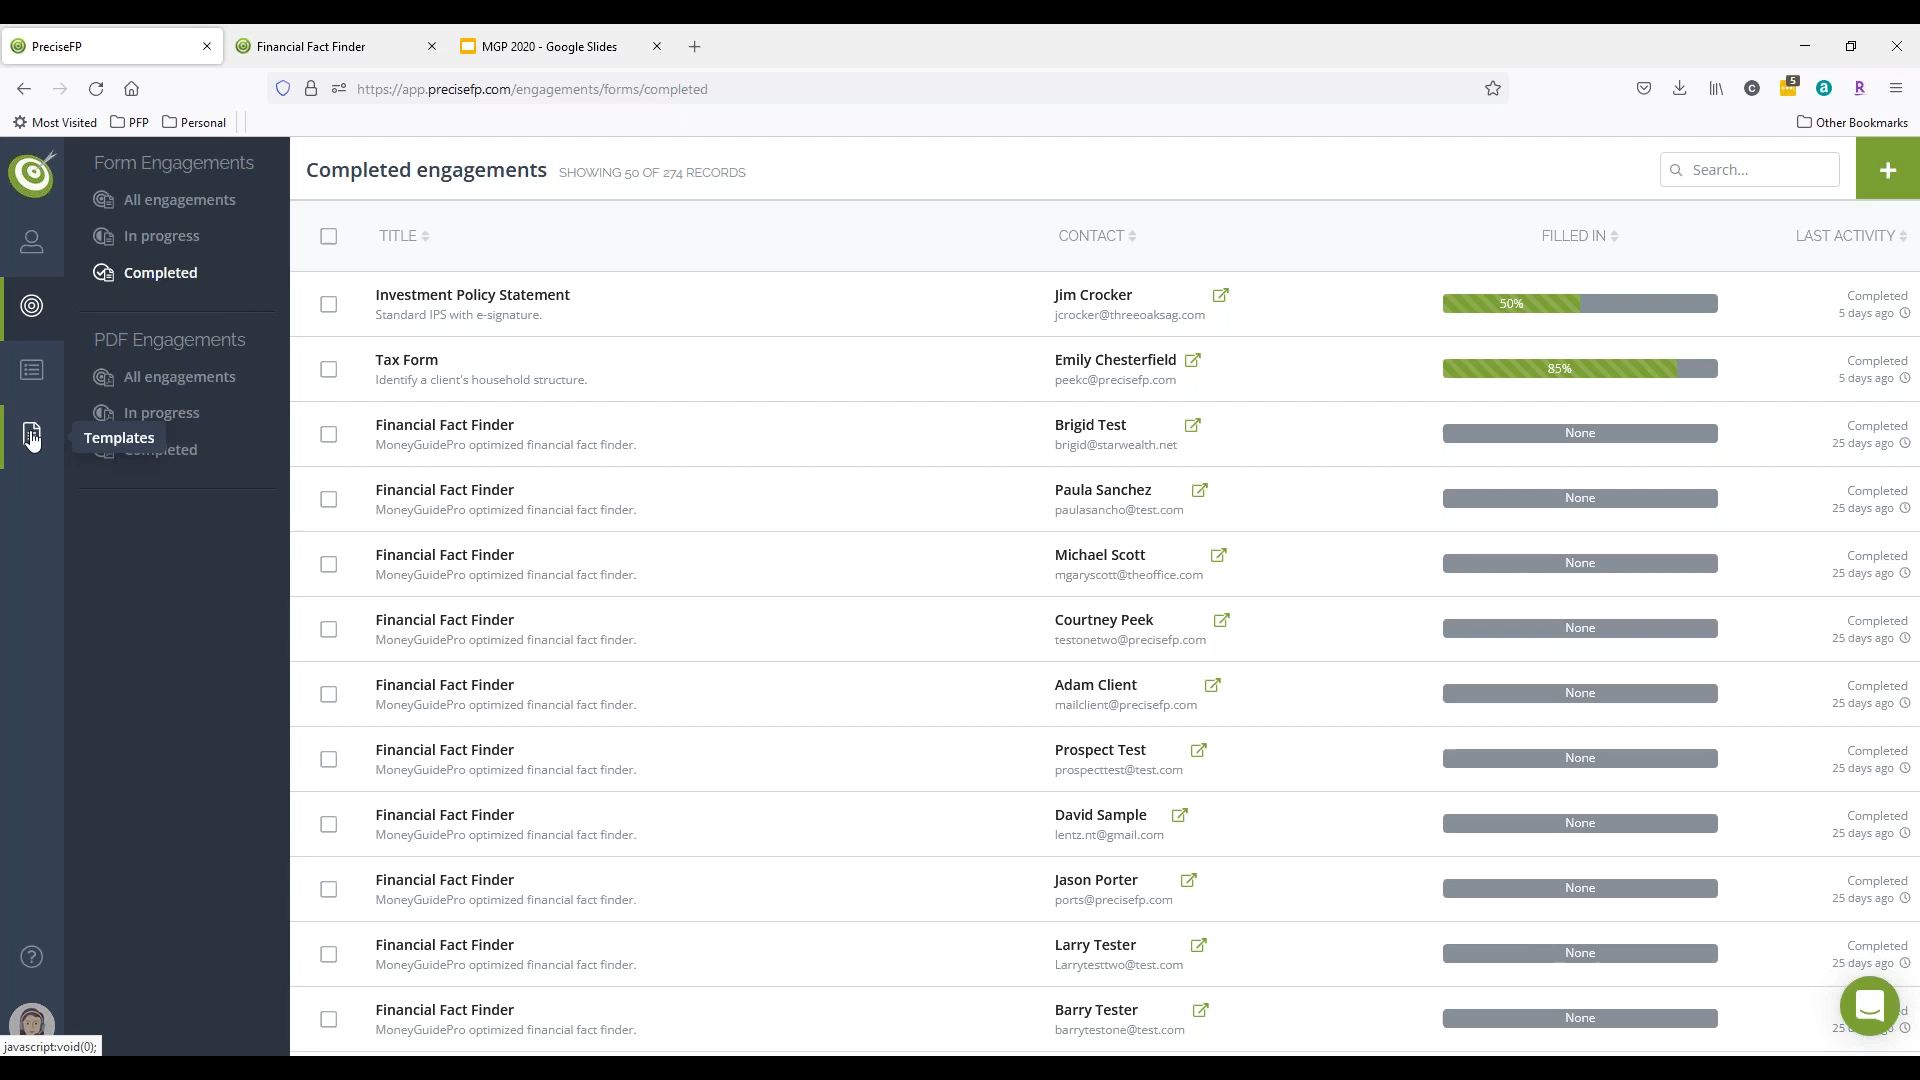 PreciseFP
Financial Fact Finder
MGP 2020 - Google Slides
https://app.precisefp.com/engagements/forms/completed
5
Most Visited
PFP
Personal
Other Bookmarks
Form Engagements
All engagements
In progress
Completed
PDF Engagements
All engagements
In progress
Templates
Completed engagements SHOWING 50 OF 274 RECORDS
Search...
TITLE CONTACT FILLED IN LAST ACTIVITY
Investment Policy Statement Jim Crocker 50% Completed
Standard IPS with e-signature. jcrocker@threeoaksag.com 5 days ago
Tax Form Emily Chesterfield 85% Completed
Identify a client's household structure. peekc@precisefp.com 5 days ago
Financial Fact Finder Brigid Test None Completed
MoneyGuidePro optimized financial fact finder. brigid@starwealth.net 25 days ago
Financial Fact Finder Paula Sanchez None Completed
MoneyGuidePro optimized financial fact finder. paulasancho@test.com 25 days ago
Financial Fact Finder Michael Scott None Completed
MoneyGuidePro optimized financial fact finder. mgaryscott@theoffice.com 25 days ago
Financial Fact Finder Courtney Peek None Completed
MoneyGuidePro optimized financial fact finder. testonetwo@precisefp.com 25 days ago
Financial Fact Finder Adam Client None Completed
MoneyGuidePro optimized financial fact finder. mailclient@precisefp.com 25 days ago
Financial Fact Finder Prospect Test None Completed
MoneyGuidePro optimized financial fact finder. prospecttest@test.com 25 days ago
Financial Fact Finder David Sample None Completed
MoneyGuidePro optimized financial fact finder. lentz.nt@gmail.com 25 days ago
Financial Fact Finder Jason Porter None Completed
MoneyGuidePro optimized financial fact finder. ports@precisefp.com 25 days ago
Financial Fact Finder Larry Tester None Completed
MoneyGuidePro optimized financial fact finder. Larrytesttwo@test.com 25 days ago
Financial Fact Finder Barry Tester None
MoneyGuidePro optimized financial fact finder. barrytestone@test.com
javascript:void(0);